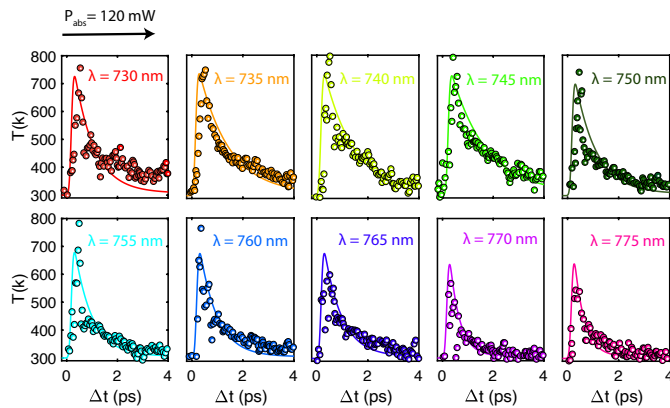 P_abs = 120 mW
T(k)
800
700
600
500
400
300
λ = 730 nm
λ = 735 nm
λ = 740 nm
λ = 745 nm
λ = 750 nm
T(k)
800
700
600
500
400
300
λ = 755 nm
λ = 760 nm
λ = 765 nm
λ = 770 nm
λ = 775 nm
0 2 4 0 2 4 0 2 4 0 2 4 0 2 4
Δt (ps) Δt (ps) Δt (ps) Δt (ps) Δt (ps)